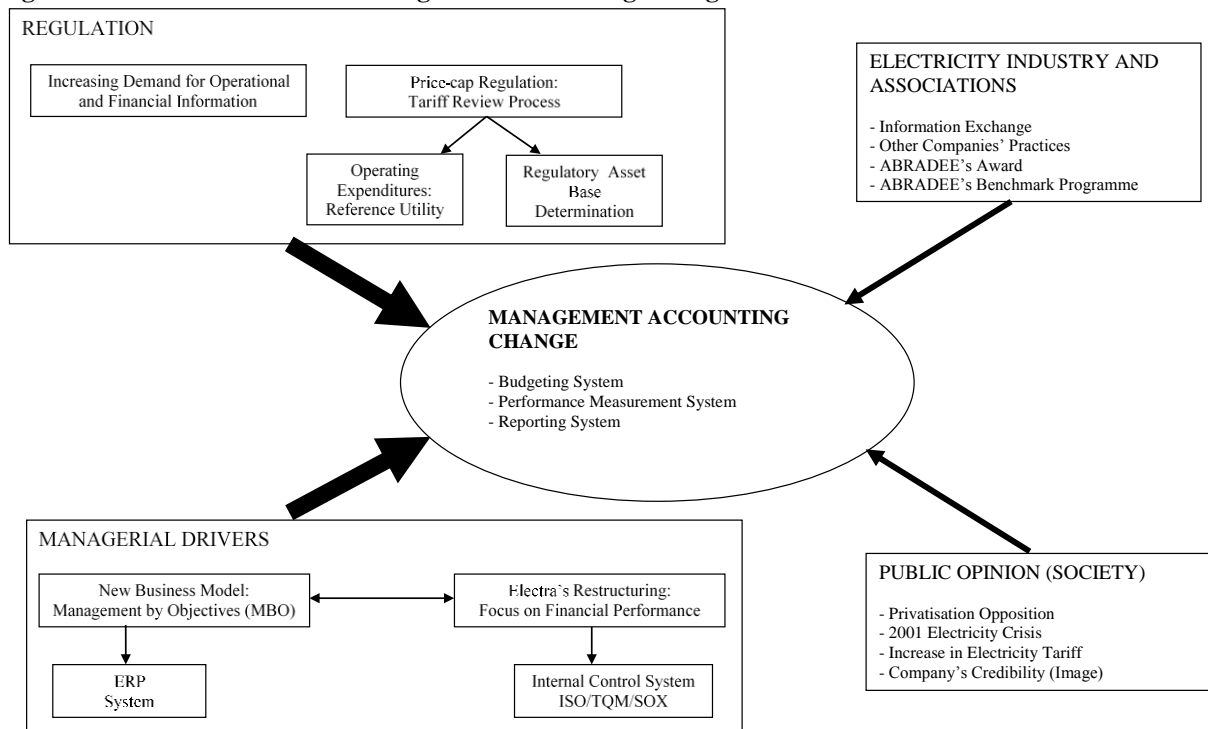 REGULATION
Increasing Demand for Operational
and Financial Information
Price-cap Regulation:
Tariff Review Process
Operating
Expenditures:
Reference Utility
Regulatory Asset
Base
Determination
ELECTRICITY INDUSTRY AND
ASSOCIATIONS
- Information Exchange
- Other Companies' Practices
- ABRADEE's Award
- ABRADEE's Benchmark Programme
MANAGEMENT ACCOUNTING
CHANGE
- Budgeting System
- Performance Measurement System
- Reporting System
MANAGERIAL DRIVERS
New Business Model:
Management by Objectives (MBO)
Electra's Restructuring:
Focus on Financial Performance
ERP
System
Internal Control System
ISO/TQM/SOX
PUBLIC OPINION (SOCIETY)
- Privatisation Opposition
- 2001 Electricity Crisis
- Increase in Electricity Tariff
- Company's Credibility (Image)